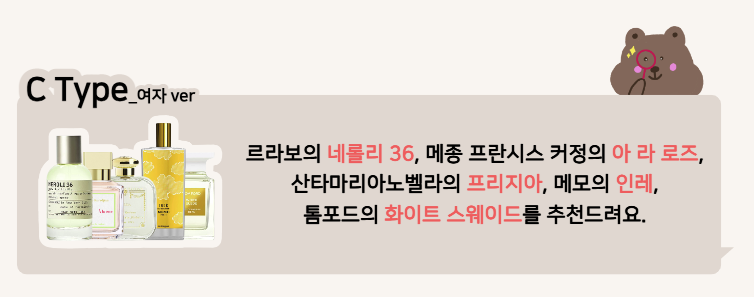 C Type_여자 ver
르라보의 네롤리 36, 메종 프란시스 커정의 아 라 로즈,
산타마리아노벨라의 프리지아, 메모의 인레,
톰포드의 화이트 스웨이드를 추천드려요.
NEROLI 36